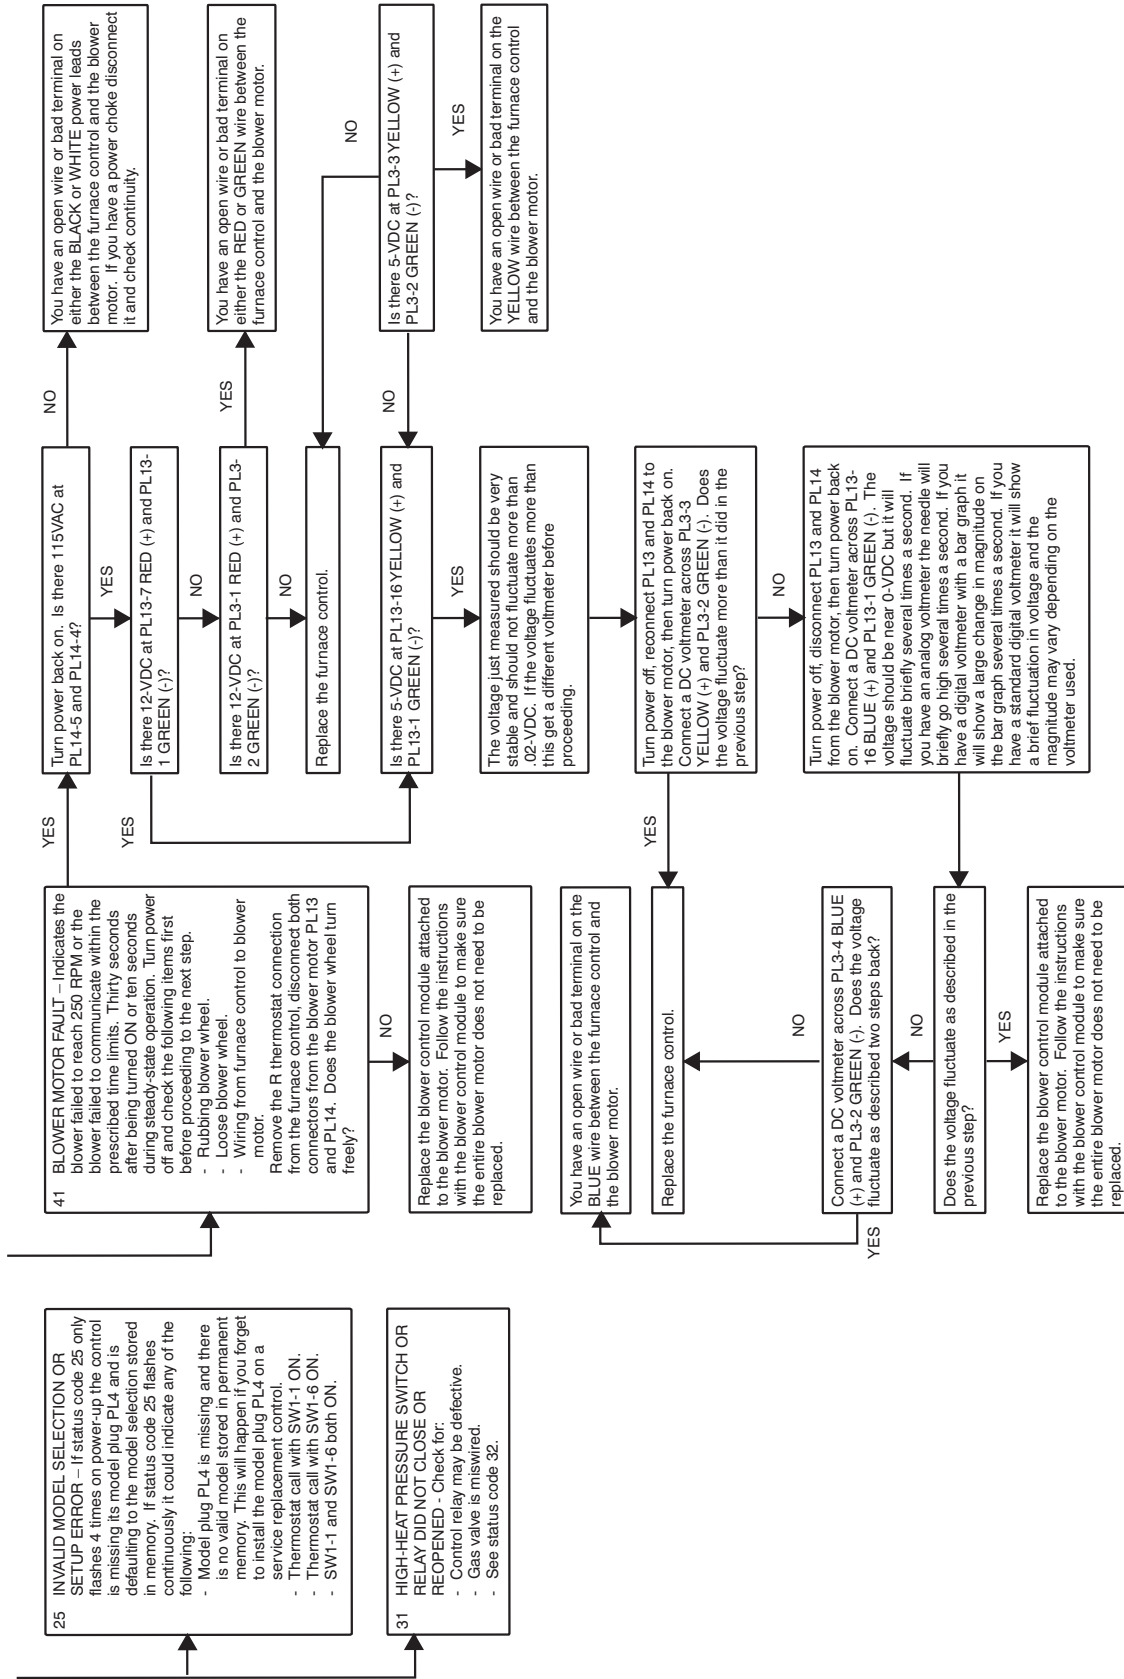 25 INVALID MODEL SELECTION OR
SETUP ERROR – If status code 25 only
flashes 4 times on power-up the control
is missing its model plug PL4 and is
defaulting to the model selection stored
in memory. If status code 25 flashes
continuously it could indicate any of the
following:
- Model plug PL4 is missing and there
is no valid model stored in permanent
memory. This will happen if you forget
to install the model plug PL4 on a
service replacement control.
- Thermostat call with SW1-1 ON.
- Thermostat call with SW1-6 ON.
- SW1-1 and SW1-6 both ON.
31 HIGH-HEAT PRESSURE SWITCH OR
RELAY DID NOT CLOSE OR
REOPENED - Check for:
- Control relay may be defective.
- Gas valve is miswired.
- See status code 32.
41 BLOWER MOTOR FAULT – Indicates the
blower failed to reach 250 RPM or the
blower failed to communicate within the
prescribed time limits. Thirty seconds
after being turned ON or ten seconds
during steady-state operation. Turn power
off and check the following items first
before proceeding to the next step.
- Rubbing blower wheel.
- Loose blower wheel.
- Wiring from furnace control to blower
motor.
Remove the R thermostat connection
from the furnace control, disconnect both
connectors from the blower motor PL13
and PL14. Does the blower wheel turn
freely?
NO
Replace the blower control module attached
to the blower motor. Follow the instructions
with the blower control module to make sure
the entire blower motor does not need to be
replaced.
YES
Turn power back on. Is there 115VAC at
PL14-5 and PL14-4?
NO
You have an open wire or bad terminal on
either the BLACK or WHITE power leads
between the furnace control and the blower
motor. If you have a power choke disconnect
it and check continuity.
YES
Is there 12-VDC at PL13-7 RED (+) and PL13-
1 GREEN (-)?
YES
NO
Is there 12-VDC at PL3-1 RED (+) and PL3-
2 GREEN (-)?
YES
You have an open wire or bad terminal on
either the RED or GREEN wire between the
furnace control and the blower motor.
NO
Replace the furnace control.
Is there 5-VDC at PL13-16 YELLOW (+) and
PL13-1 GREEN (-)?
NO
Is there 5-VDC at PL3-3 YELLOW (+) and
PL3-2 GREEN (-)?
NO
YES
You have an open wire or bad terminal on the
YELLOW wire between the furnace control
and the blower motor.
YES
The voltage just measured should be very
stable and should not fluctuate more than
.02-VDC. If the voltage fluctuates more than
this get a different voltmeter before
proceeding.
Turn power off, reconnect PL13 and PL14 to
the blower motor, then turn power back on.
Connect a DC voltmeter across PL3-3
YELLOW (+) and PL3-2 GREEN (-). Does
the voltage fluctuate more than it did in the
previous step?
YES
Replace the furnace control.
NO
Turn power off, disconnect PL13 and PL14
from the blower motor, then turn power back
on. Connect a DC voltmeter across PL13-
16 BLUE (+) and PL13-1 GREEN (-). The
voltage should be near 0-VDC but it will
fluctuate briefly several times a second. If
you have an analog voltmeter the needle will
briefly go high several times a second. If you
have a digital voltmeter with a bar graph it
will show a large change in magnitude on
the bar graph several times a second. If you
have a standard digital voltmeter it will show
a brief fluctuation in voltage and the
magnitude may vary depending on the
voltmeter used.
Does the voltage fluctuate as described in the
previous step?
NO
Connect a DC voltmeter across PL3-4 BLUE
(+) and PL3-2 GREEN (-). Does the voltage
fluctuate as described two steps back?
NO
YES
You have an open wire or bad terminal on the
BLUE wire between the furnace control and
the blower motor.
YES
Replace the blower control module attached
to the blower motor. Follow the instructions
with the blower control module to make sure
the entire blower motor does not need to be
replaced.